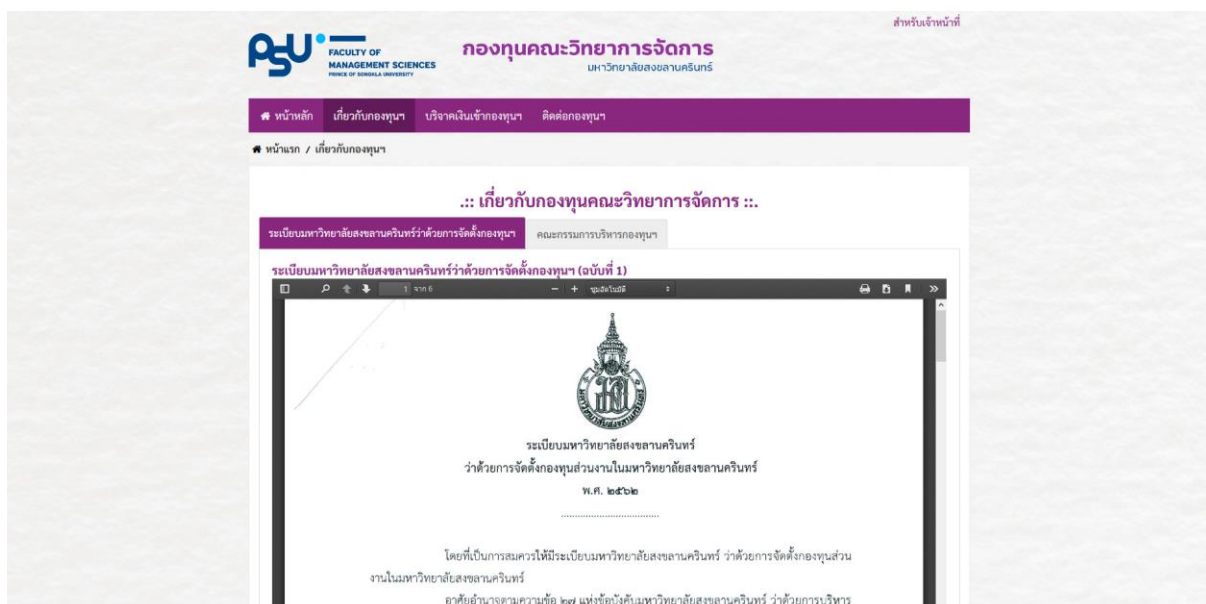 สำหรับเจ้าหน้าที่
PSU
FACULTY OF
MANAGEMENT SCIENCES
PRINCE OF SONGKLA UNIVERSITY
กองทุนคณะวิทยาการจัดการ
มหาวิทยาลัยสงขลานครินทร์
หน้าหลัก เกี่ยวกับกองทุนฯ บริจาคเงินเข้ากองทุนฯ ติดต่อกองทุนฯ
หน้าแรก / เกี่ยวกับกองทุนฯ
.:: เกี่ยวกับกองทุนคณะวิทยาการจัดการ ::.
ระเบียบมหาวิทยาลัยสงขลานครินทร์ว่าด้วยการจัดตั้งกองทุนฯ คณะกรรมการบริหารกองทุนฯ
ระเบียบมหาวิทยาลัยสงขลานครินทร์ว่าด้วยการจัดตั้งกองทุนฯ (ฉบับที่ 1)
1 จาก 6 ซูมอัตโนมัติ
มหาวิทยาลัยสงขลานครินทร์
ระเบียบมหาวิทยาลัยสงขลานครินทร์
ว่าด้วยการจัดตั้งกองทุนส่วนงานในมหาวิทยาลัยสงขลานครินทร์
พ.ศ. ๒๕๖๒
โดยที่เป็นการสมควรให้มีระเบียบมหาวิทยาลัยสงขลานครินทร์ ว่าด้วยการจัดตั้งกองทุนส่วน
งานในมหาวิทยาลัยสงขลานครินทร์
อาศัยอำนาจตามความข้อ ๒๗ แห่งข้อบังคับมหาวิทยาลัยสงขลานครินทร์ ว่าด้วยการบริหาร